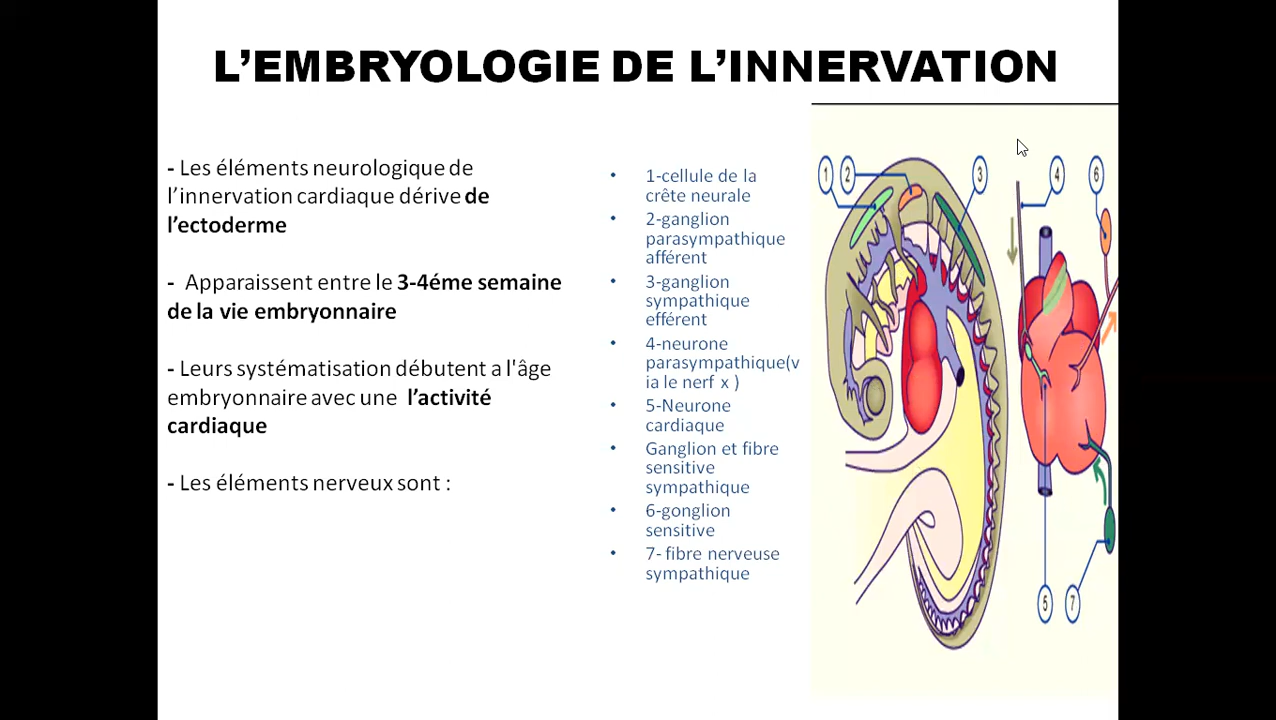 L’EMBRYOLOGIE DE L’INNERVATION
- Les éléments neurologique de
l’innervation cardiaque dérive de
l’ectoderme
- Apparaissent entre le 3-4éme semaine
de la vie embryonnaire
- Leurs systématisation débutent a l'âge
embryonnaire avec une l’activité
cardiaque
- Les éléments nerveux sont :
• 1-cellule de la
crête neurale
• 2-ganglion
parasympathique
afférent
• 3-ganglion
sympathique
efférent
• 4-neurone
parasympathique(v
ia le nerf x )
• 5-Neurone
cardiaque
• Ganglion et fibre
sensitive
sympathique
• 6-gonglion
sensitive
• 7- fibre nerveuse
sympathique
1 2 3 4 6
5 7